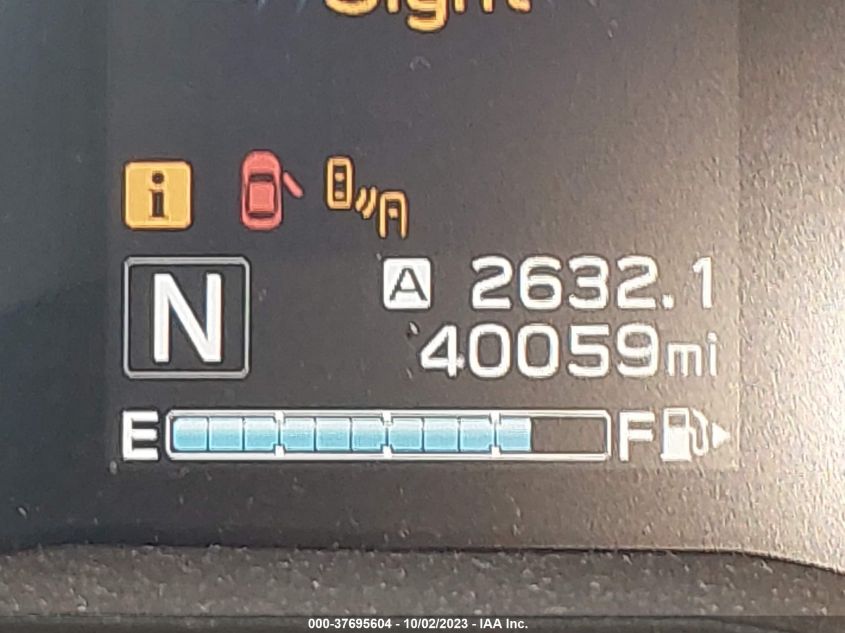 i
N
A 2632.1
40059mi
E F
000-37695604 - 10/02/2023 - IAA Inc.